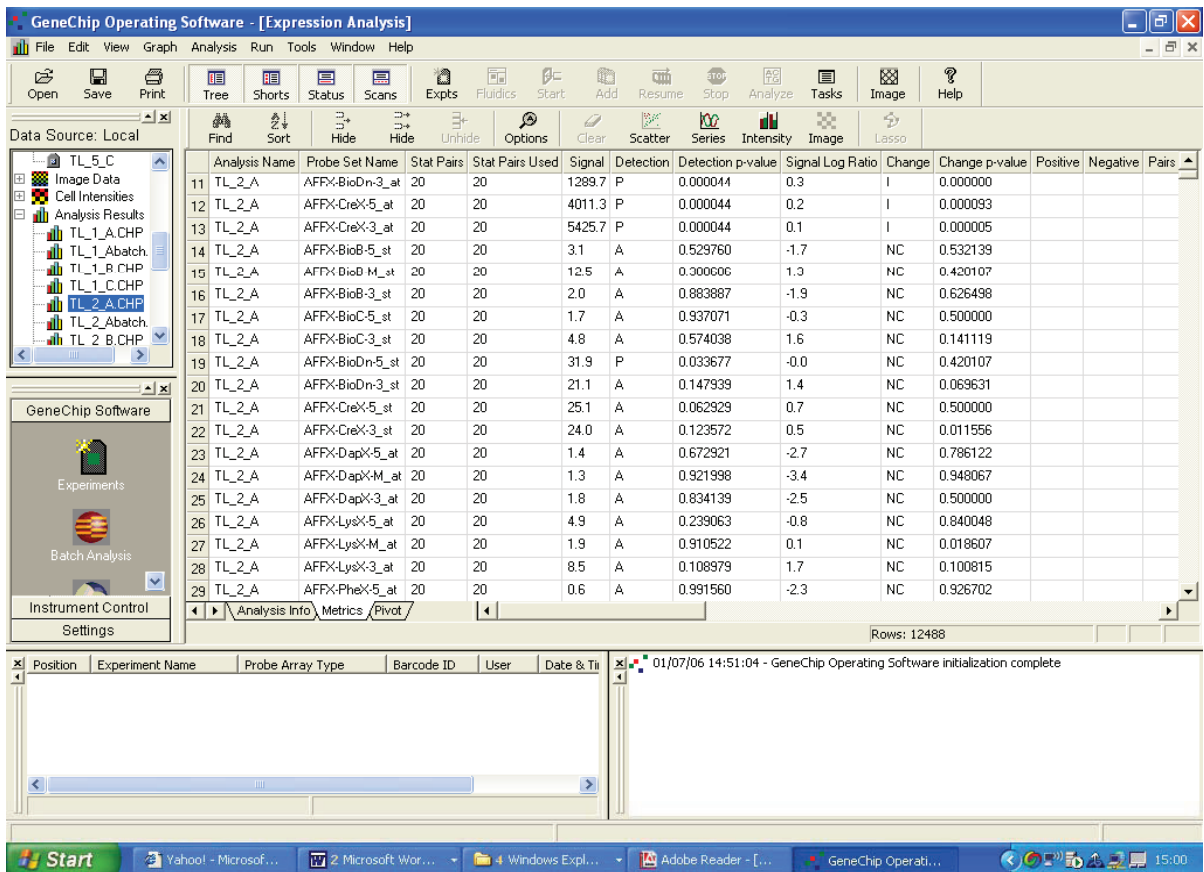 GeneChip Operating Software - [Expression Analysis]
File Edit View Graph Analysis Run Tools Window Help
Open Save Print Tree Shorts Status Scans Expts Fluidics Start Add Resume Stop Analyze Tasks Image Help
Find Sort Hide Hide Unhide Options Clear Scatter Series Intensity Image Lasso
Data Source: Local
TL_5_C
Image Data
Cell Intensities
Analysis Results
TL_1_A.CHP
TL_1_Abatch.
TL_1_B.CHP
TL_1_C.CHP
TL_2_A.CHP
TL_2_Abatch.
TL_2_B.CHP
GeneChip Software
Experiments
Batch Analysis
Instrument Control
Settings
Analysis Name Probe Set Name Stat Pairs Stat Pairs Used Signal Detection Detection p-value Signal Log Ratio Change Change p-value Positive Negative Pairs
11 TL_2_A AFFX-BioDn-3_at 20 20 1289.7 P 0.000044 0.3 I 0.000000
12 TL_2_A AFFX-CreX-5_at 20 20 4011.3 P 0.000044 0.2 I 0.000093
13 TL_2_A AFFX-CreX-3_at 20 20 5425.7 P 0.000044 0.1 I 0.000005
14 TL_2_A AFFX-BioB-5_st 20 20 3.1 A 0.529760 -1.7 NC 0.532139
15 TL_2_A AFFX-BioB-M_st 20 20 12.5 A 0.300606 1.3 NC 0.420107
16 TL_2_A AFFX-BioB-3_st 20 20 2.0 A 0.883887 -1.9 NC 0.626498
17 TL_2_A AFFX-BioC-5_st 20 20 1.7 A 0.937071 -0.3 NC 0.500000
18 TL_2_A AFFX-BioC-3_st 20 20 4.8 A 0.574038 1.6 NC 0.141119
19 TL_2_A AFFX-BioDn-5_st 20 20 31.9 P 0.033677 -0.0 NC 0.420107
20 TL_2_A AFFX-BioDn-3_st 20 20 21.1 A 0.147939 1.4 NC 0.069631
21 TL_2_A AFFX-CreX-5_st 20 20 25.1 A 0.062929 0.7 NC 0.500000
22 TL_2_A AFFX-CreX-3_st 20 20 24.0 A 0.123572 0.5 NC 0.011556
23 TL_2_A AFFX-DapX-5_at 20 20 1.4 A 0.672921 -2.7 NC 0.786122
24 TL_2_A AFFX-DapX-M_at 20 20 1.3 A 0.921998 -3.4 NC 0.948067
25 TL_2_A AFFX-DapX-3_at 20 20 1.8 A 0.834139 -2.5 NC 0.500000
26 TL_2_A AFFX-LysX-5_at 20 20 4.9 A 0.239063 -0.8 NC 0.840048
27 TL_2_A AFFX-LysX-M_at 20 20 1.9 A 0.910522 0.1 NC 0.018607
28 TL_2_A AFFX-LysX-3_at 20 20 8.5 A 0.108979 1.7 NC 0.100815
29 TL_2_A AFFX-PheX-5_at 20 20 0.6 A 0.991560 -2.3 NC 0.926702
Analysis Info Metrics Pivot
Rows: 12488
Position Experiment Name Probe Array Type Barcode ID User Date & Ti
01/07/06 14:51:04 - GeneChip Operating Software initialization complete
Start Yahoo! - Microsof... 2 Microsoft Wor... 4 Windows Expl... Adobe Reader - [... GeneChip Operati... 15:00